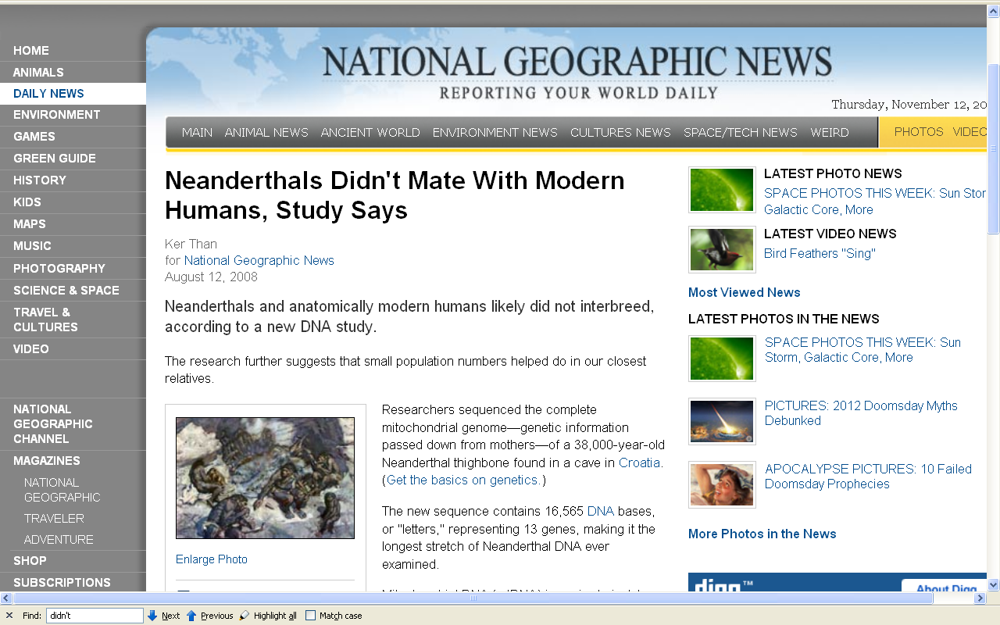 HOME
ANIMALS
DAILY NEWS
ENVIRONMENT
GAMES
GREEN GUIDE
HISTORY
KIDS
MAPS
MUSIC
PHOTOGRAPHY
SCIENCE & SPACE
TRAVEL &
CULTURES
VIDEO
NATIONAL
GEOGRAPHIC
CHANNEL
MAGAZINES
NATIONAL
GEOGRAPHIC
TRAVELER
ADVENTURE
SHOP
SUBSCRIPTIONS
NATIONAL GEOGRAPHIC NEWS
REPORTING YOUR WORLD DAILY
Thursday, November 12, 20
MAIN ANIMAL NEWS ANCIENT WORLD ENVIRONMENT NEWS CULTURES NEWS SPACE/TECH NEWS WEIRD PHOTOS VIDEO
Neanderthals Didn't Mate With Modern
Humans, Study Says
Ker Than
for National Geographic News
August 12, 2008
Neanderthals and anatomically modern humans likely did not interbreed,
according to a new DNA study.
The research further suggests that small population numbers helped do in our closest
relatives.
Enlarge Photo
Researchers sequenced the complete
mitochondrial genome—genetic information
passed down from mothers—of a 38,000-year-old
Neanderthal thighbone found in a cave in Croatia.
(Get the basics on genetics.)
The new sequence contains 16,565 DNA bases,
or "letters," representing 13 genes, making it the
longest stretch of Neanderthal DNA ever
examined.
LATEST PHOTO NEWS
SPACE PHOTOS THIS WEEK: Sun Stor
Galactic Core, More
LATEST VIDEO NEWS
Bird Feathers "Sing"
Most Viewed News
LATEST PHOTOS IN THE NEWS
SPACE PHOTOS THIS WEEK: Sun
Storm, Galactic Core, More
PICTURES: 2012 Doomsday Myths
Debunked
APOCALYPSE PICTURES: 10 Failed
Doomsday Prophecies
More Photos in the News
digg™ About Digg
Find: didn't Next Previous Highlight all Match case